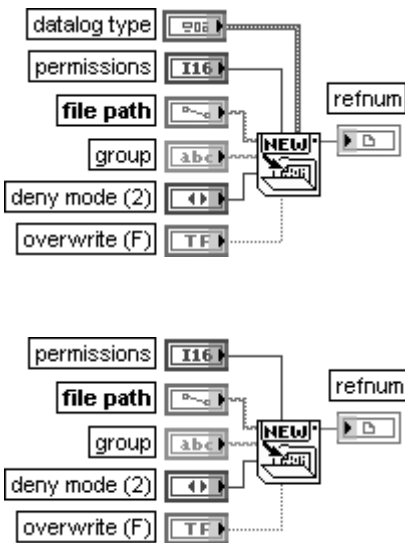 datalog type
permissions I16
refnum
file path
NEW
group abc
deny mode (2)
overwrite (F) TF
permissions I16
refnum
file path
NEW
group abc
deny mode (2)
overwrite (F) TF